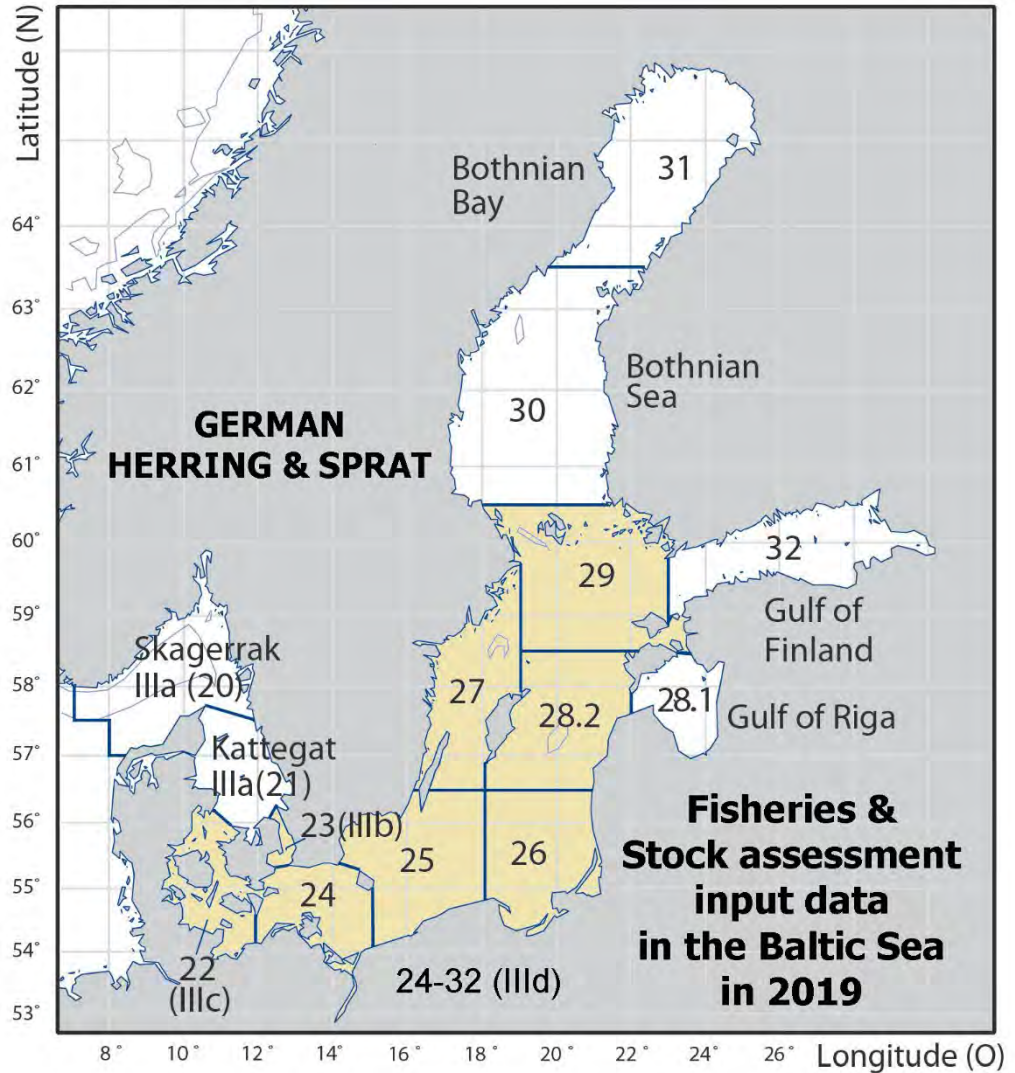 Latitude (N)
64°
63°
62°
61°
60°
59°
58°
57°
56°
55°
54°
53°
Bothnian
Bay
31
Bothnian
Sea
30
GERMAN
HERRING & SPRAT
29
32
Gulf of
Finland
Skagerrak
IIIa (20)
27
28.2
28.1
Gulf of Riga
Kattegat
IIIa(21)
23(IIIb)
25
26
24
22
(IIIc)
24-32 (IIId)
Fisheries &
Stock assessment
input data
in the Baltic Sea
in 2019
8° 10° 12° 14° 16° 18° 20° 22° 24° 26° Longitude (O)